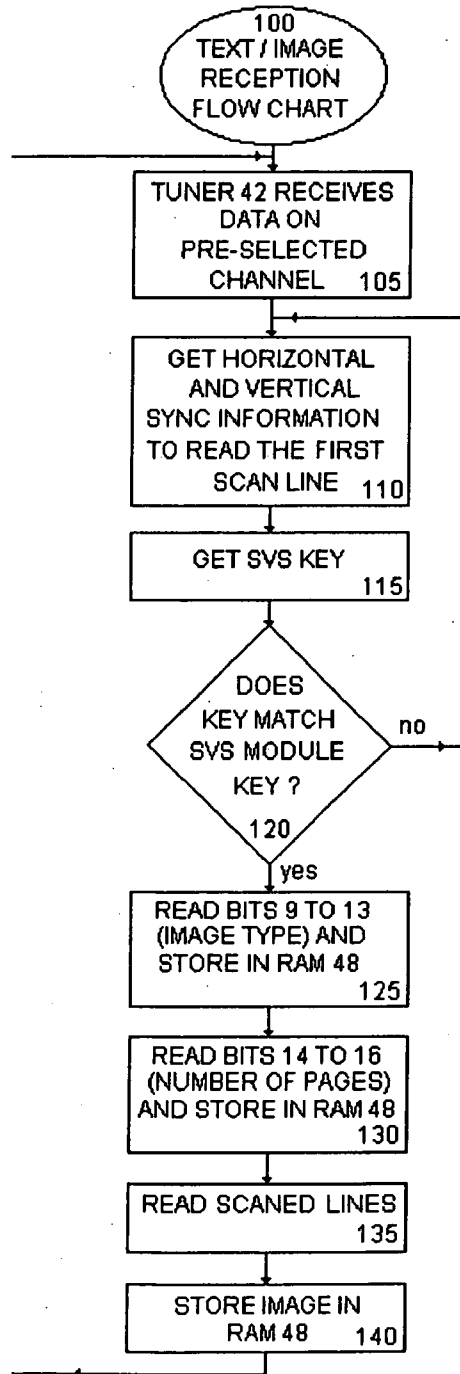 100
TEXT / IMAGE
RECEPTION
FLOW CHART
TUNER 42 RECEIVES
DATA ON
PRE-SELECTED
CHANNEL
105
GET HORIZONTAL
AND VERTICAL
SYNC INFORMATION
TO READ THE FIRST
SCAN LINE
110
GET SVS KEY
115
DOES
KEY MATCH
SVS MODULE
KEY ?
120
no
yes
READ BITS 9 TO 13
(IMAGE TYPE) AND
STORE IN RAM 48
125
READ BITS 14 TO 16
(NUMBER OF PAGES)
AND STORE IN RAM 48
130
READ SCANED LINES
135
STORE IMAGE IN
RAM 48
140